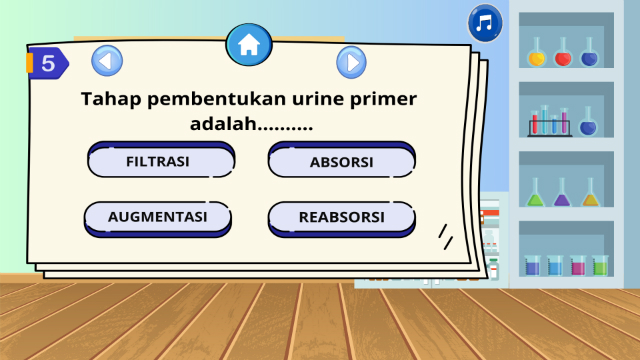 5
Tahap pembentukan urine primer
adalah..........
FILTRASI
ABSORSI
AUGMENTASI
REABSORSI